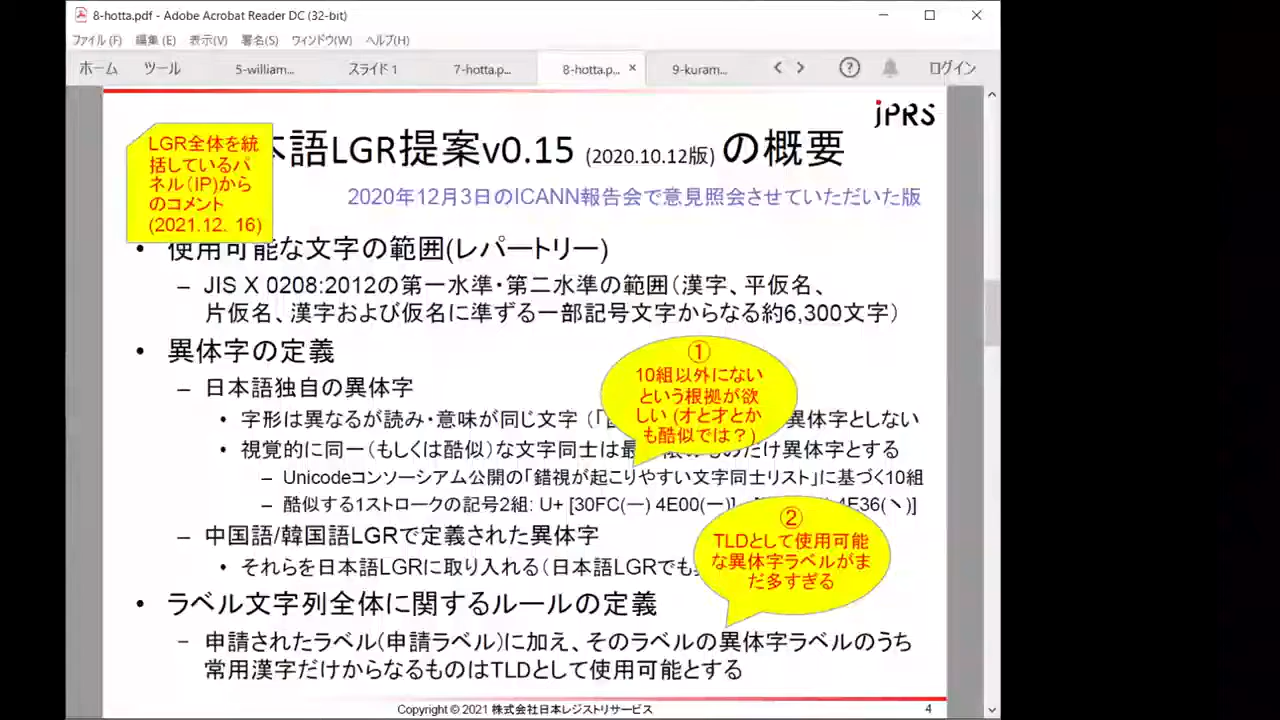 8-hotta.pdf - Adobe Acrobat Reader DC (32-bit)
ファイル(F) 編集(E) 表示(V) 署名(S) ウィンドウ(W) ヘルプ(H)
ホーム ツール 5-william... スライド 1 7-hotta.p... 8-hotta.p... × 9-kuram... ログイン
jPRS
LGR全体を統
括しているパ
ネル(IP)から
のコメント
(2021.12. 16)
本語LGR提案v0.15 (2020.10.12版) の概要
2020年12月3日のICANN報告会で意見照会させていただいた版
• 使用可能な文字の範囲(レパートリー)
– JIS X 0208:2012の第一水準・第二水準の範囲(漢字、平仮名、
片仮名、漢字および仮名に準ずる一部記号文字からなる約6,300文字)
• 異体字の定義
– 日本語独自の異体字
• 字形は異なるが読み・意味が同じ文字(「 異体字としない
• 視覚的に同一(もしくは酷似)な文字同士は最 だけ異体字とする
– Unicodeコンソーシアム公開の「錯視が起こりやすい文字同士リスト」に基づく10組
– 酷似する1ストロークの記号2組: U+ [30FC(ー) 4E00(一)] 4E36(丶)]
①
10組以外にない
という根拠が欲
しい (オと才とか
も酷似では?)
– 中国語/韓国語LGRで定義された異体字
• それらを日本語LGRに取り入れる(日本語LGRでも
②
TLDとして使用可能
な異体字ラベルがま
だ多すぎる
• ラベル文字列全体に関するルールの定義
– 申請されたラベル(申請ラベル)に加え、そのラベルの異体字ラベルのうち
常用漢字だけからなるものはTLDとして使用可能とする
Copyright © 2021 株式会社日本レジストリサービス 4